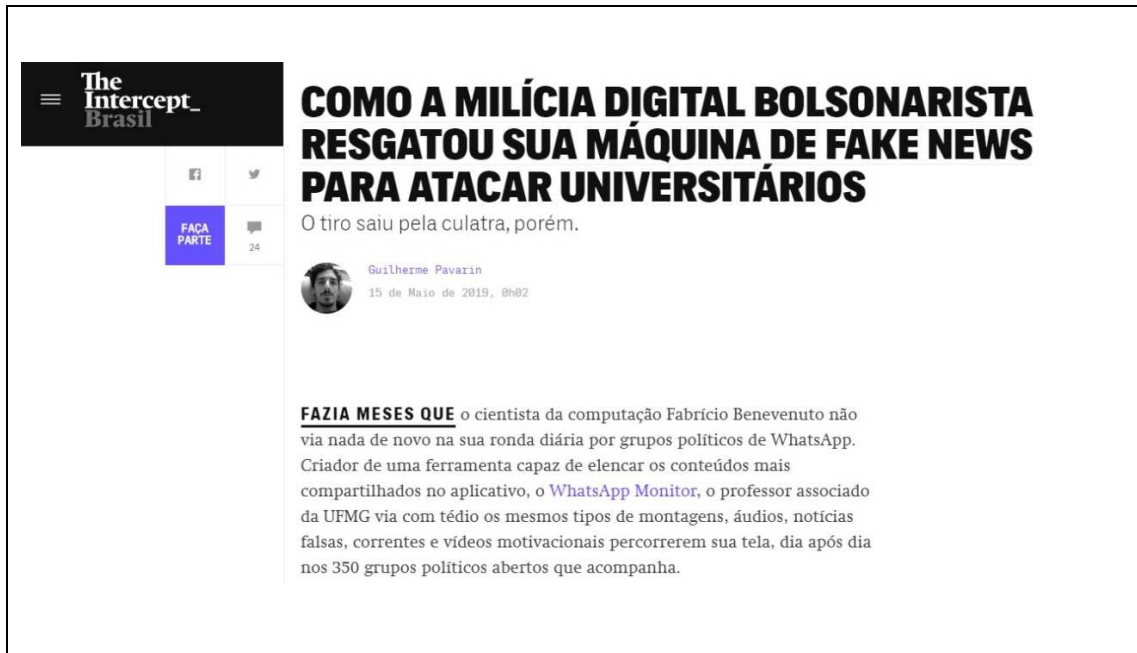 The
Intercept_
Brasil
COMO A MILÍCIA DIGITAL BOLSONARISTA
RESGATOU SUA MÁQUINA DE FAKE NEWS
PARA ATACAR UNIVERSITÁRIOS
O tiro saiu pela culatra, porém.
FAÇA
PARTE
24
Guilherme Pavarin
15 de Maio de 2019, 0h02
FAZIA MESES QUE o cientista da computação Fabrício Benevenuto não
via nada de novo na sua ronda diária por grupos políticos de WhatsApp.
Criador de uma ferramenta capaz de elencar os conteúdos mais
compartilhados no aplicativo, o WhatsApp Monitor, o professor associado
da UFMG via com tédio os mesmos tipos de montagens, áudios, notícias
falsas, correntes e vídeos motivacionais percorrerem sua tela, dia após dia
nos 350 grupos políticos abertos que acompanha.